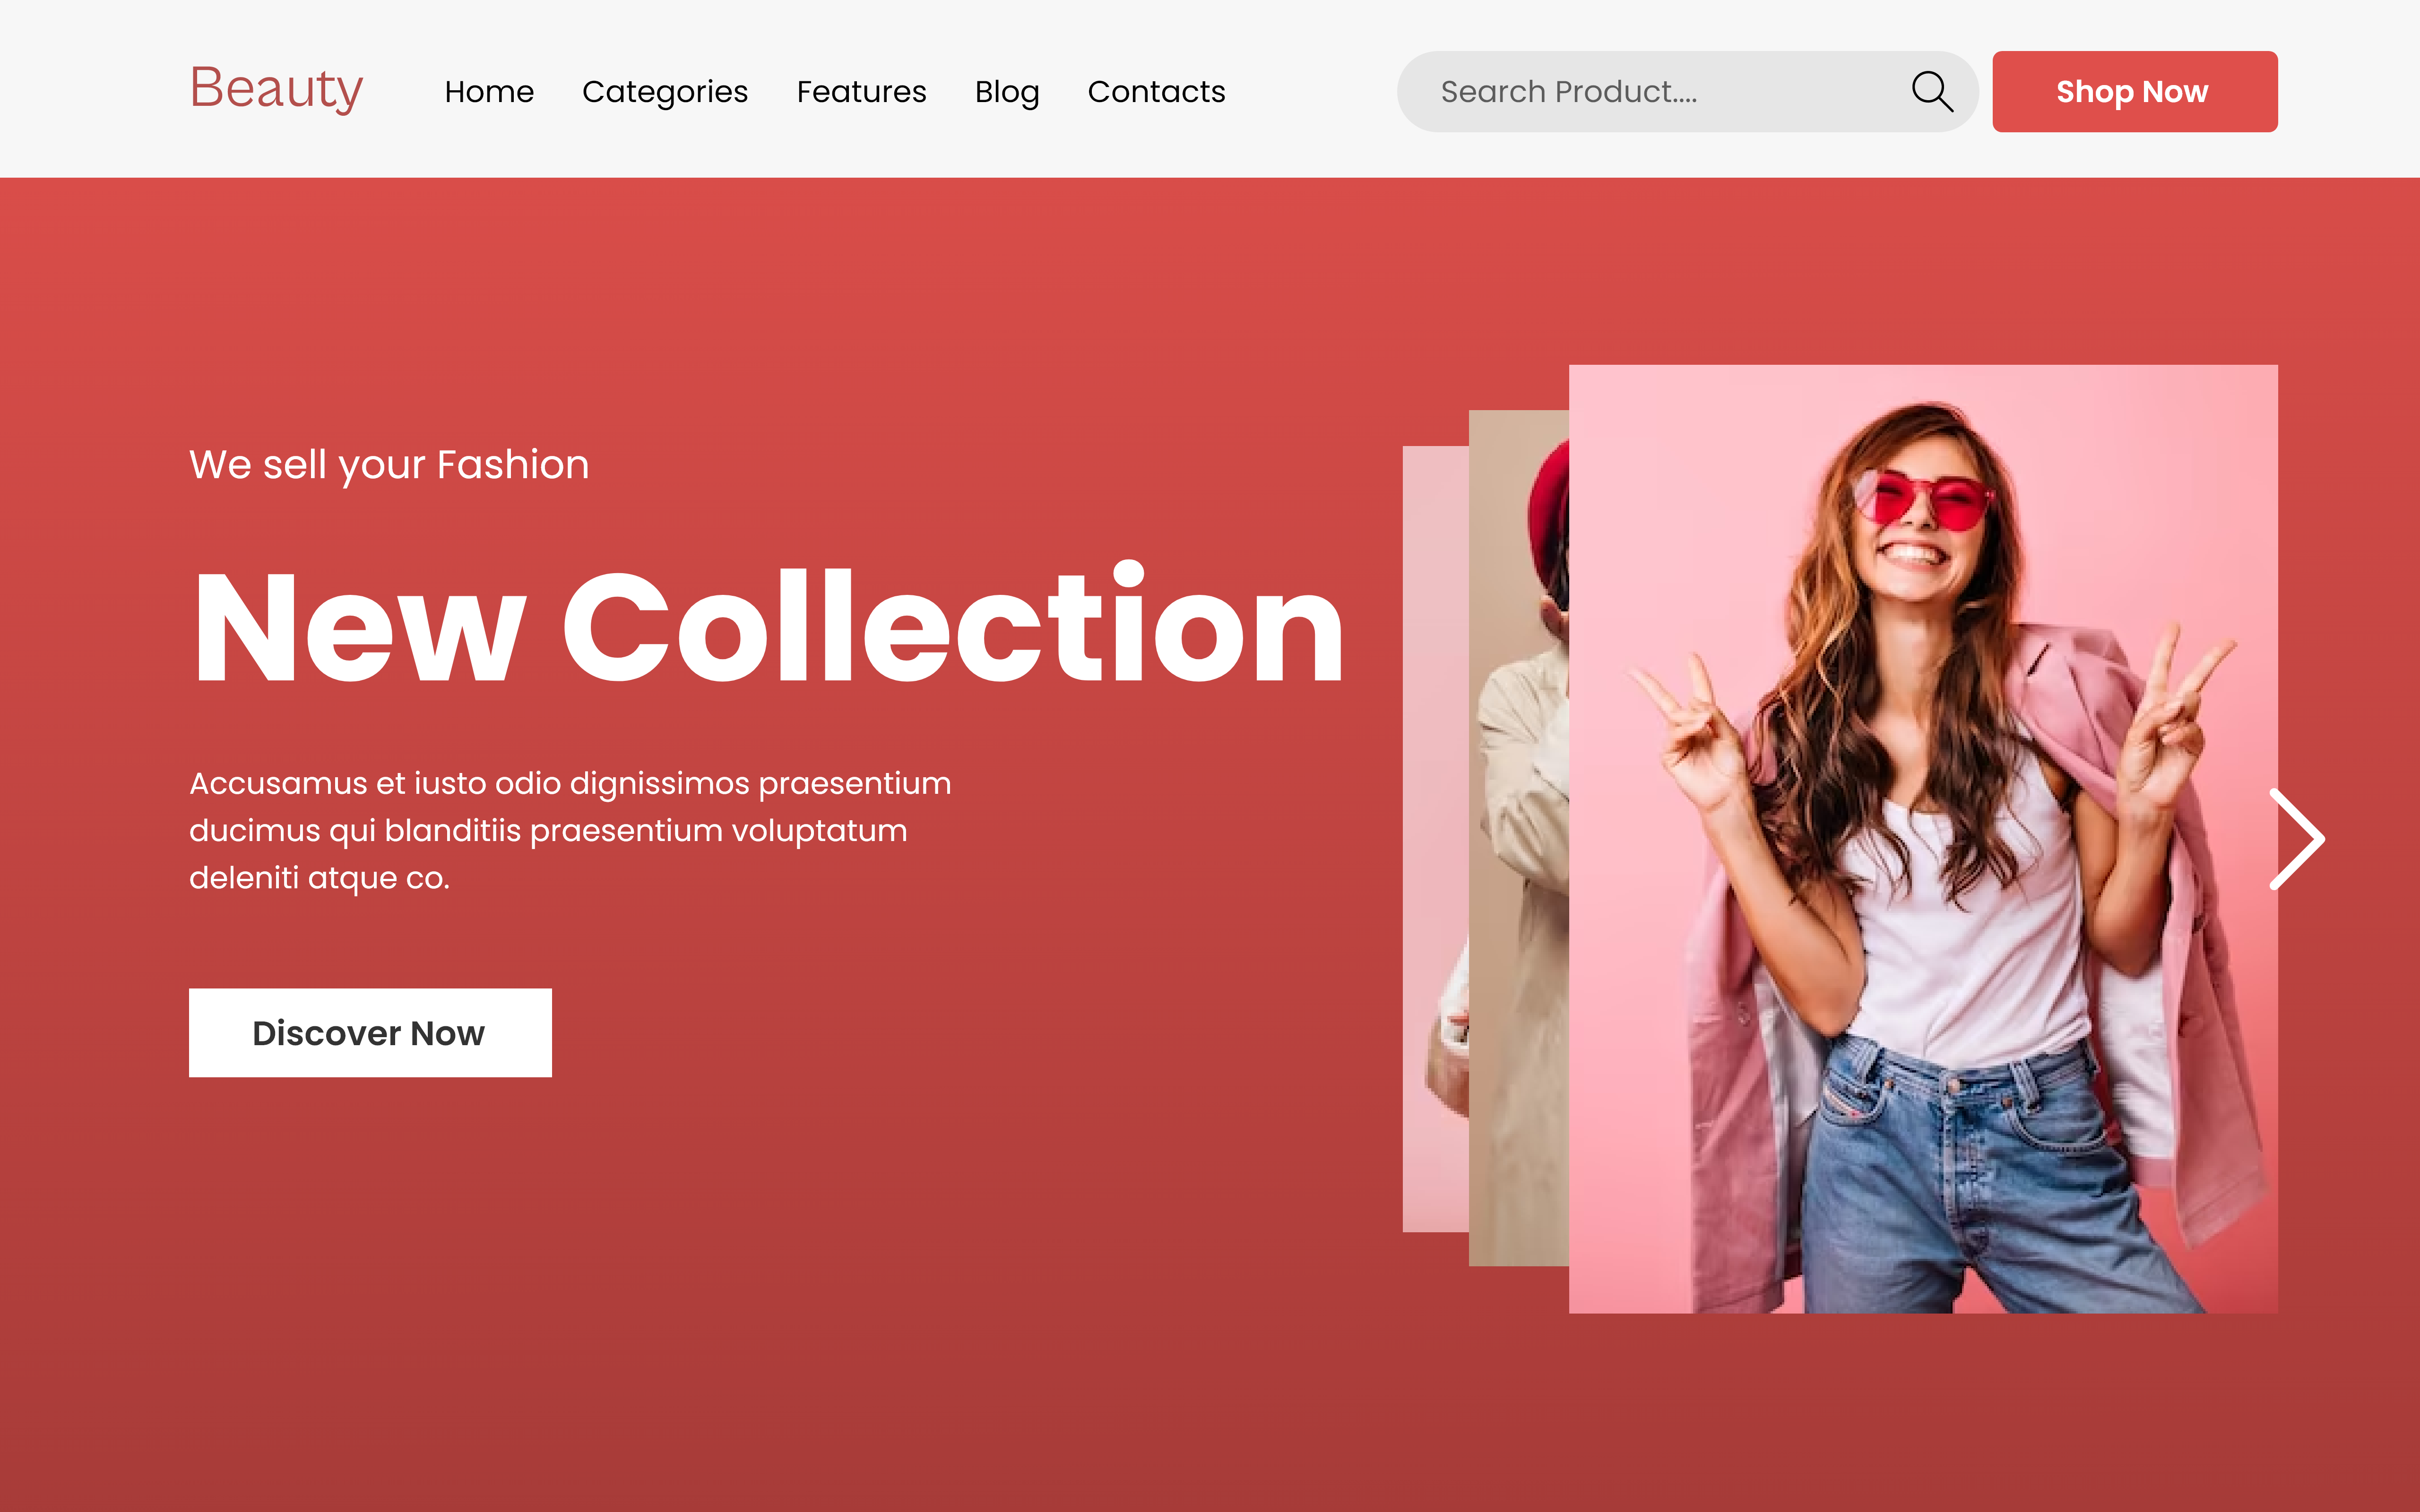 Beauty
Home
Categories
Features
Blog
Contacts
Search Product....
Shop Now
We sell your Fashion
New Collection
Accusamus et iusto odio dignissimos praesentium
ducimus qui blanditiis praesentium voluptatum
deleniti atque co.
Discover Now